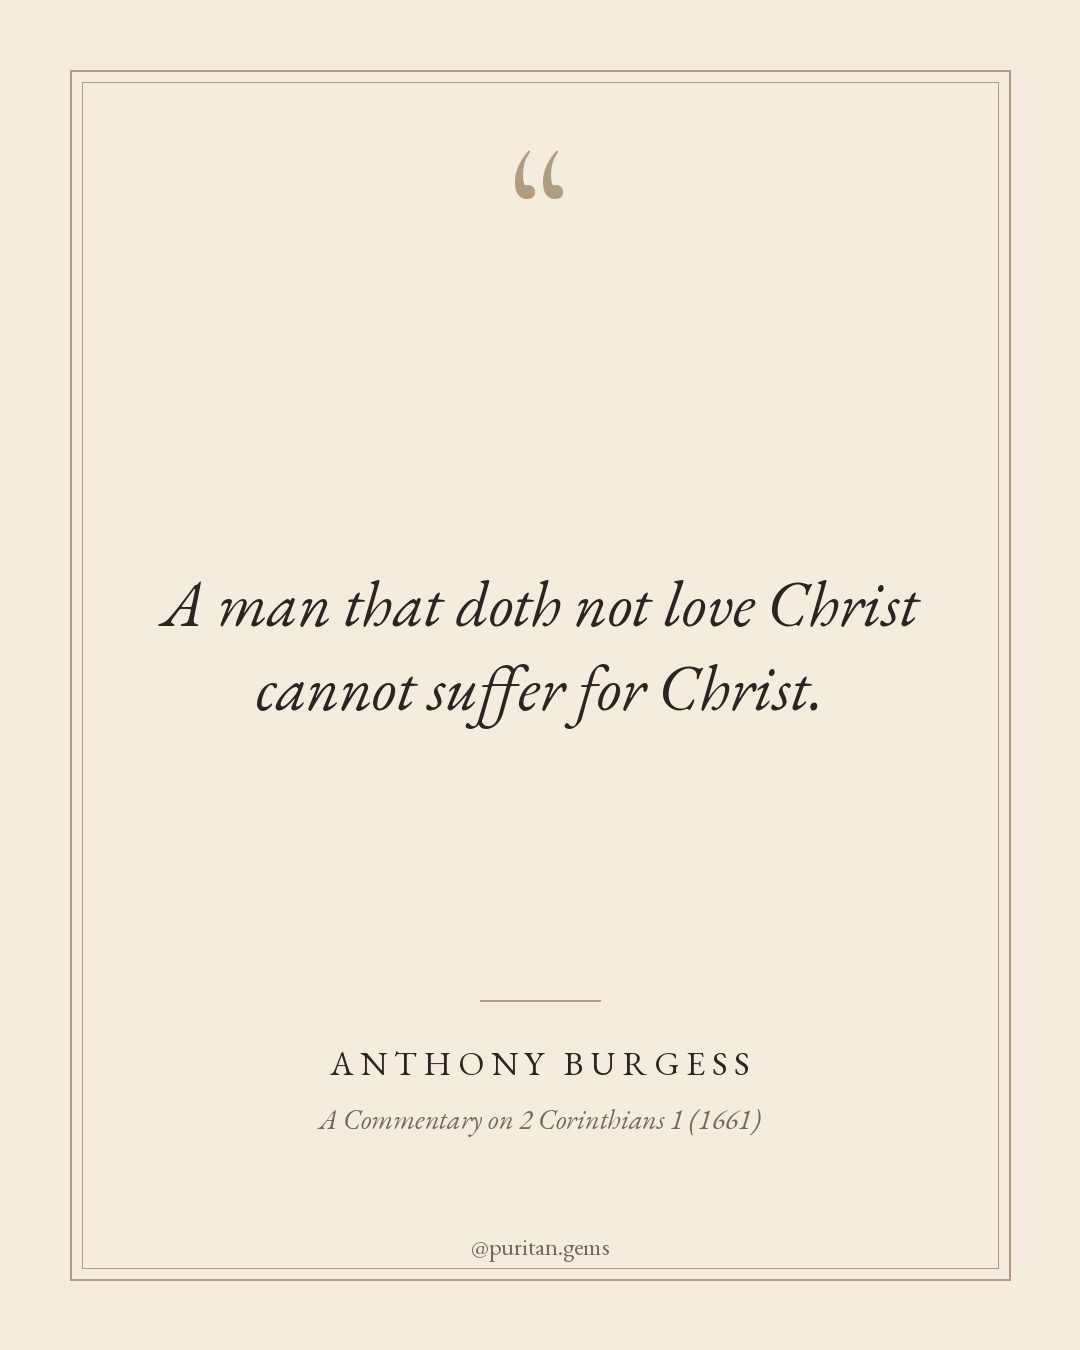 “
A man that doth not love Christ
cannot suffer for Christ.
ANTHONY BURGESS
A Commentary on 2 Corinthians 1 (1661)
@puritan.gems